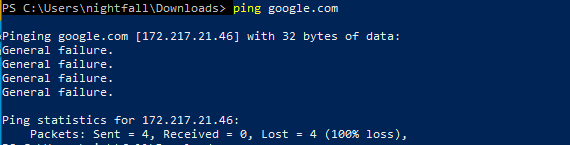 PS C:\Users\nightfall\Downloads> ping google.com
Pinging google.com [172.217.21.46] with 32 bytes of data:
General failure.
General failure.
General failure.
General failure.
Ping statistics for 172.217.21.46:
Packets: Sent = 4, Received = 0, Lost = 4 (100% loss),